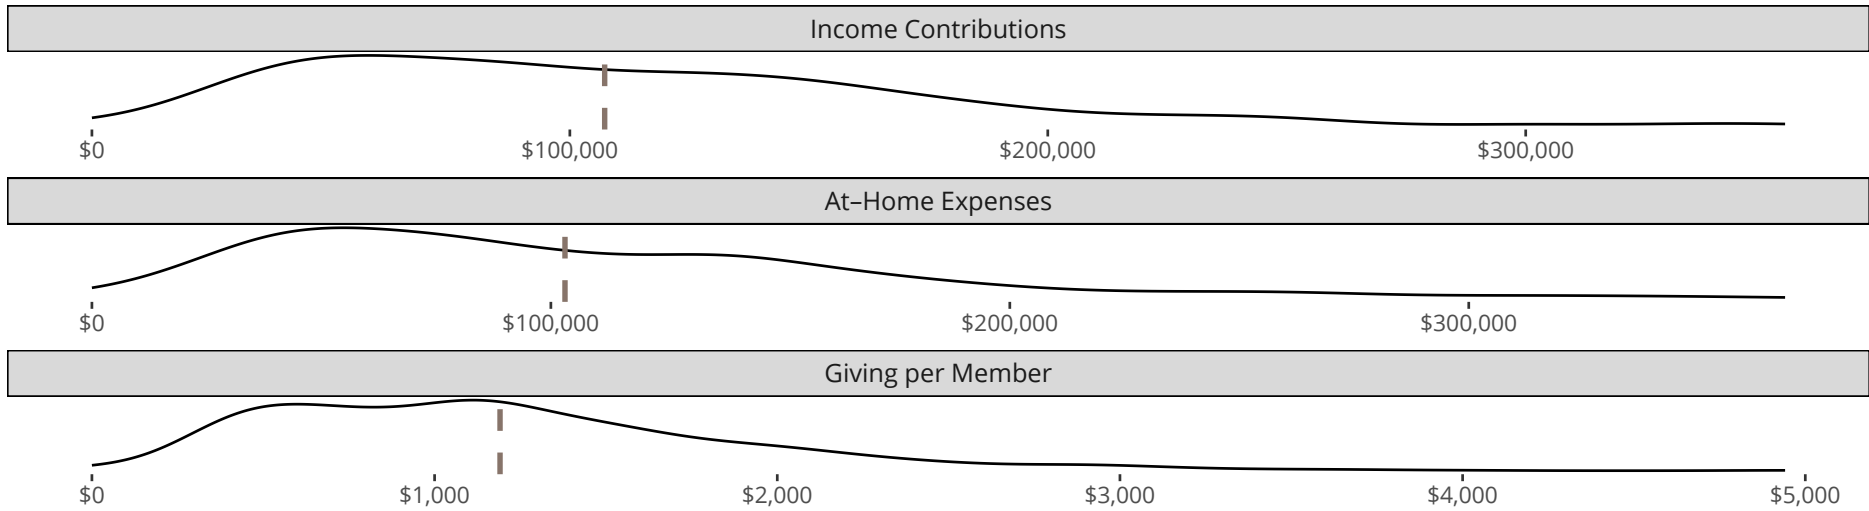 Income Contributions
$0 $100,000 $200,000 $300,000
At–Home Expenses
$0 $100,000 $200,000 $300,000
Giving per Member
$0 $1,000 $2,000 $3,000 $4,000 $5,000